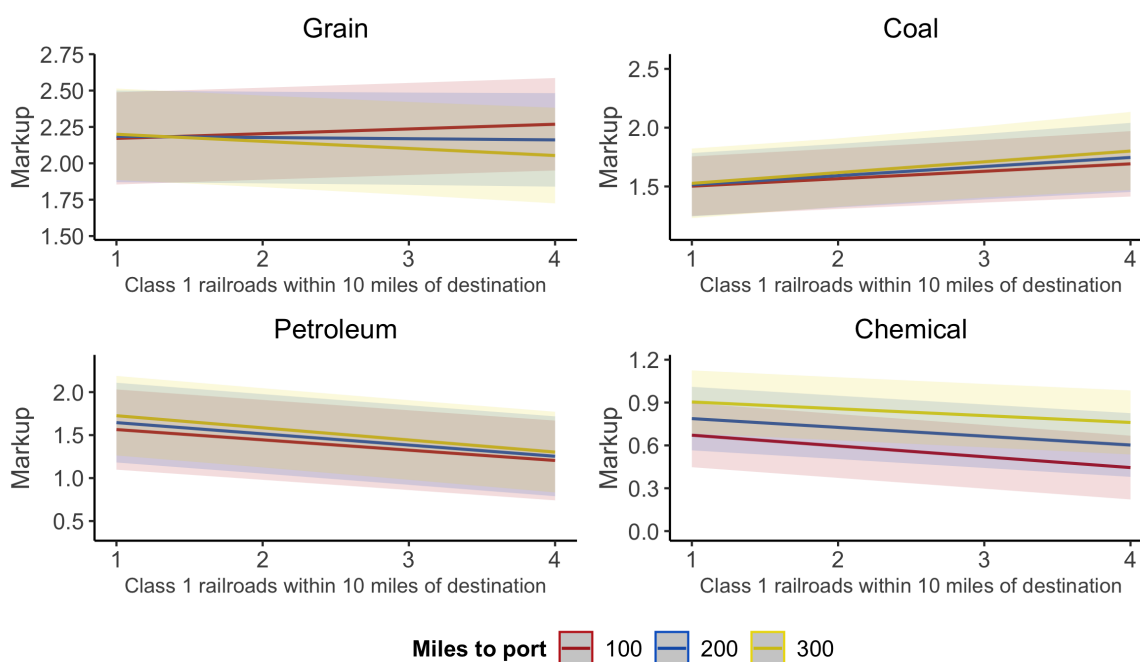 Grain
Markup
2.75
2.50
2.25
2.00
1.75
1.50
1 2 3 4
Class 1 railroads within 10 miles of destination
Coal
Markup
2.5
2.0
1.5
1 2 3 4
Class 1 railroads within 10 miles of destination
Petroleum
Markup
2.0
1.5
1.0
0.5
1 2 3 4
Class 1 railroads within 10 miles of destination
Chemical
Markup
1.2
0.9
0.6
0.3
0.0
1 2 3 4
Class 1 railroads within 10 miles of destination
Miles to port 100 200 300